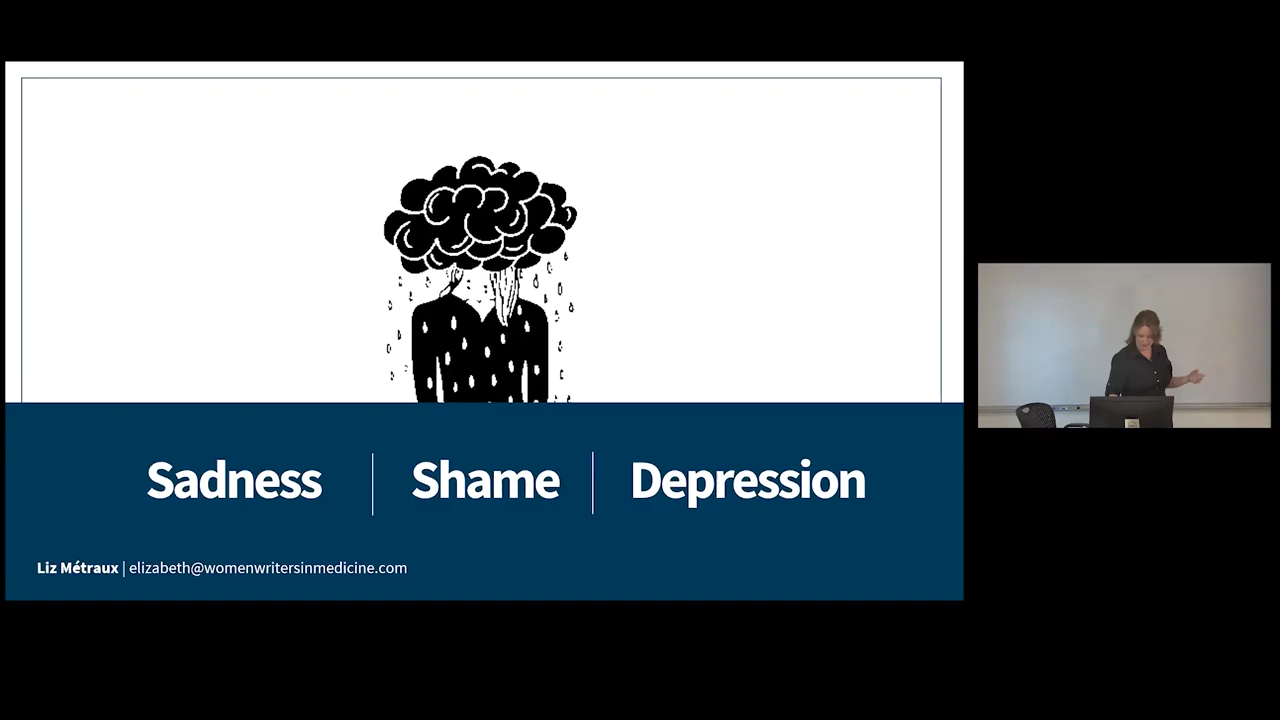 Sadness | Shame | Depression
Liz Métraux | elizabeth@womenwritersinmedicine.com